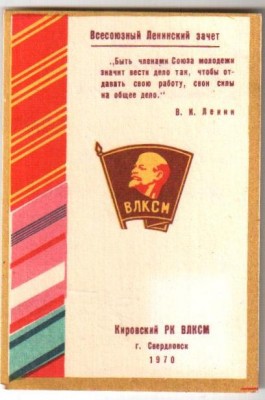 Всесоюзный Ленинский зачет
„Быть членами Союза молодежи
значит вести дело так, чтобы от-
давать свою работу, свои силы
на общее дело."
В. И. Ленин
ВЛКСМ
Кировский РК ВЛКСМ
г. Свердловск
1970